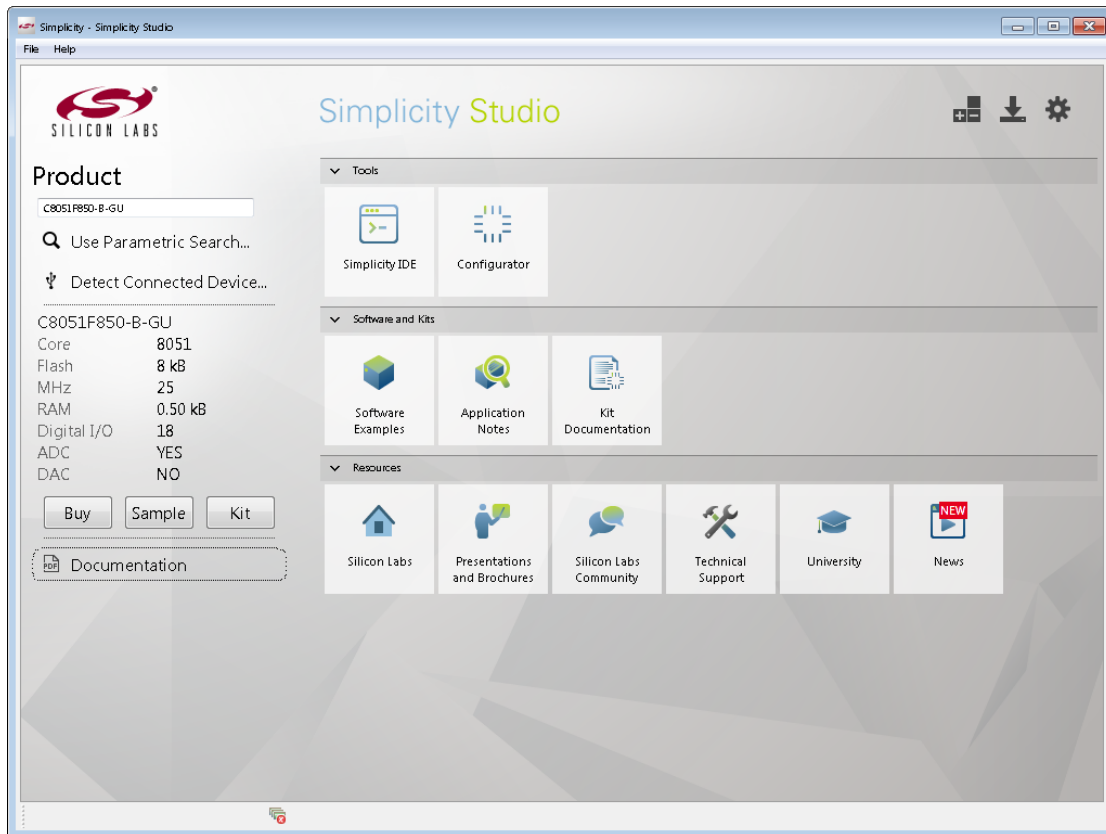 Simplicity - Simplicity Studio
File Help
SILICON LABS
Simplicity Studio
Product
C8051F850-B-GU
Use Parametric Search...
Detect Connected Device...
C8051F850-B-GU
Core 8051
Flash 8 kB
MHz 25
RAM 0.50 kB
Digital I/O 18
ADC YES
DAC NO
Buy Sample Kit
PDF Documentation
Tools
Simplicity IDE
Configurator
Software and Kits
Software
Examples
Application
Notes
Kit
Documentation
Resources
Silicon Labs
Presentations
and Brochures
Silicon Labs
Community
Technical
Support
University
NEW
News